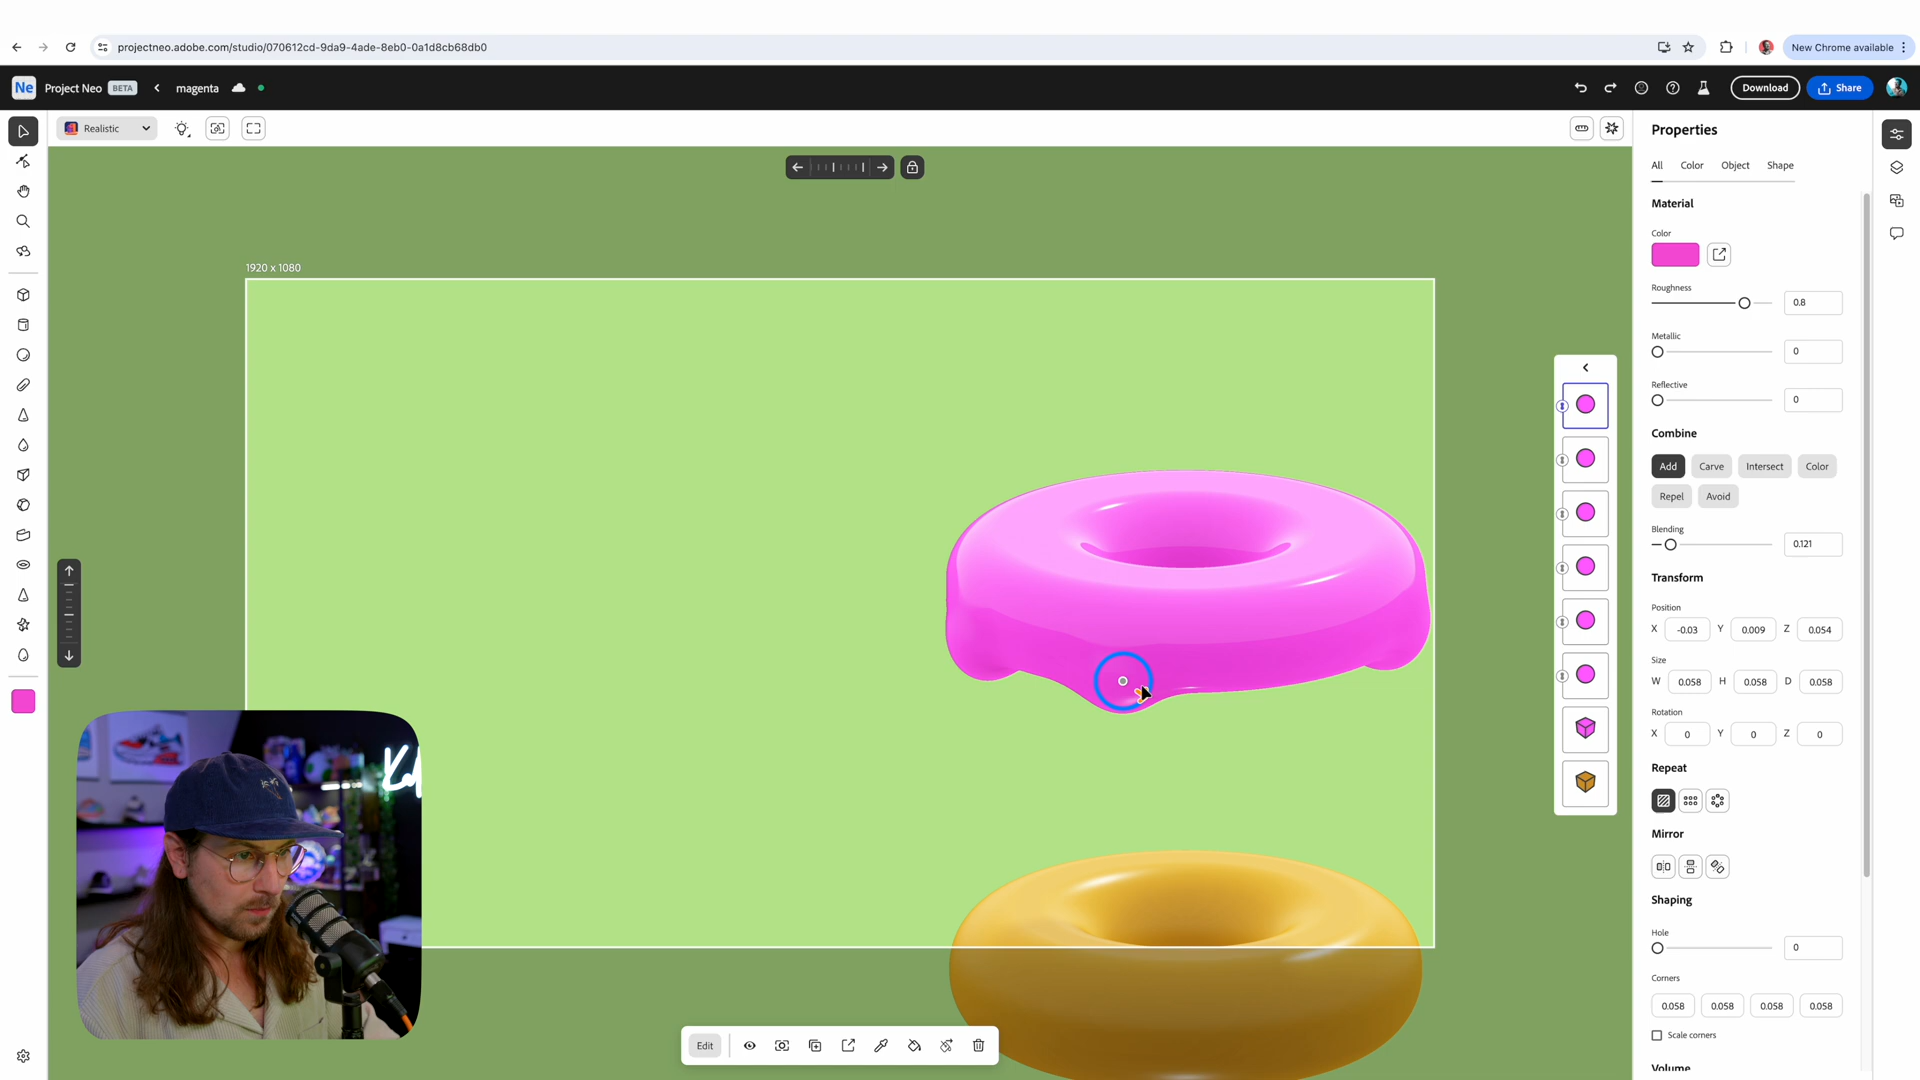 projectneo.adobe.com/studio/070612cd-9da9-4ade-8eb0-0a1d8cb68db0
New Chrome available
Ne Project Neo BETA magenta
Download Share
Realistic
1920 x 1080
Properties
All Color Object Shape
Material
Color
Roughness
0.8
Metallic
0
Reflective
0
Combine
Add Carve Intersect Color
Repel Avoid
Blending
0.121
Transform
Position
X -0.03 Y 0.009 Z 0.054
Size
W 0.058 H 0.058 D 0.058
Rotation
X 0 Y 0 Z 0
Repeat
Mirror
Shaping
Hole
0
Corners
0.058 0.058 0.058 0.058
Scale corners
Volume
Edit